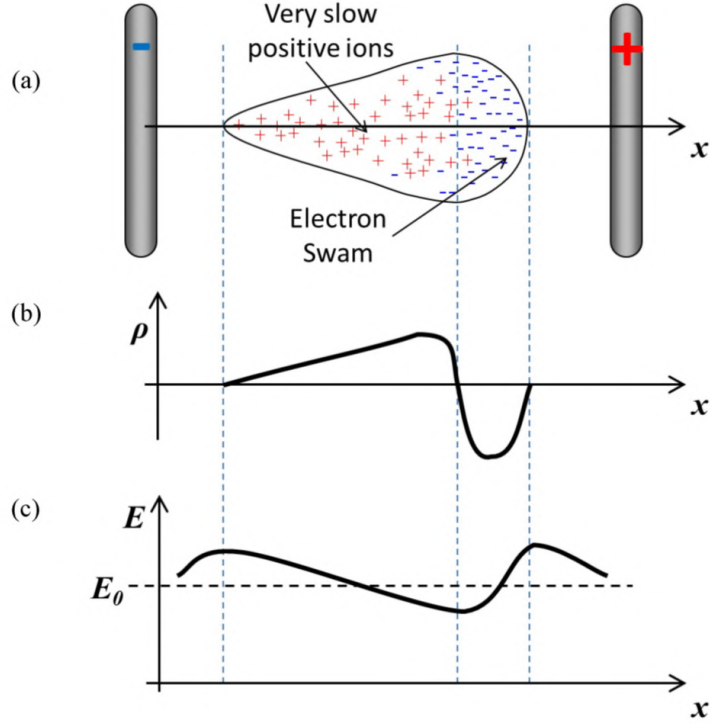 Very slow
positive ions
-
+
(a)
x
Electron
Swam
(b)
ρ
x
(c)
E
E0
x